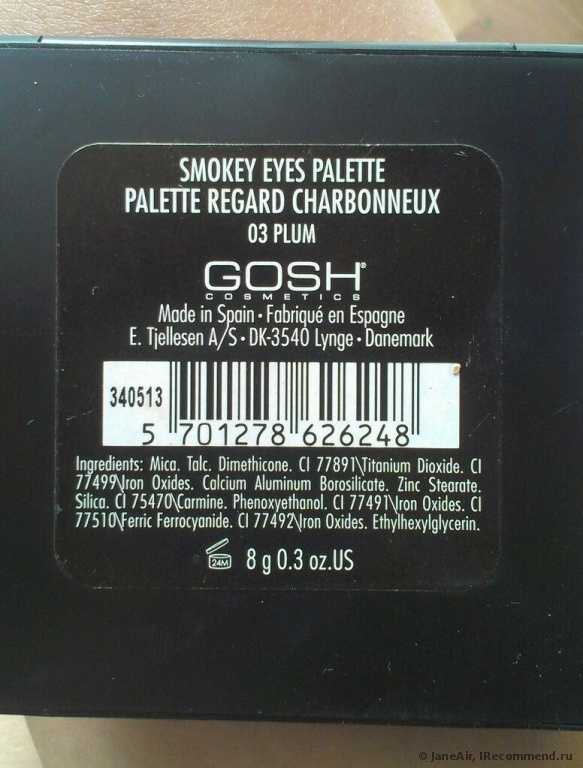 SMOKEY EYES PALETTE
PALETTE REGARD CHARBONNEUX
03 PLUM
GOSH®
COSMETICS
Made in Spain • Fabriqué en Espagne
E. Tjellesen A/S • DK-3540 Lynge • Danemark
340513
5 701278 626248
Ingredients: Mica. Talc. Dimethicone. CI 77891\Titanium Dioxide. CI
77499\Iron Oxides. Calcium Aluminum Borosilicate. Zinc Stearate.
Silica. CI 75470\Carmine. Phenoxyethanol. CI 77491\Iron Oxides. CI
77510\Ferric Ferrocyanide. CI 77492\Iron Oxides. Ethylhexylglycerin.
24M 8 g 0.3 oz.US
© JaneAir, IRecommend.ru